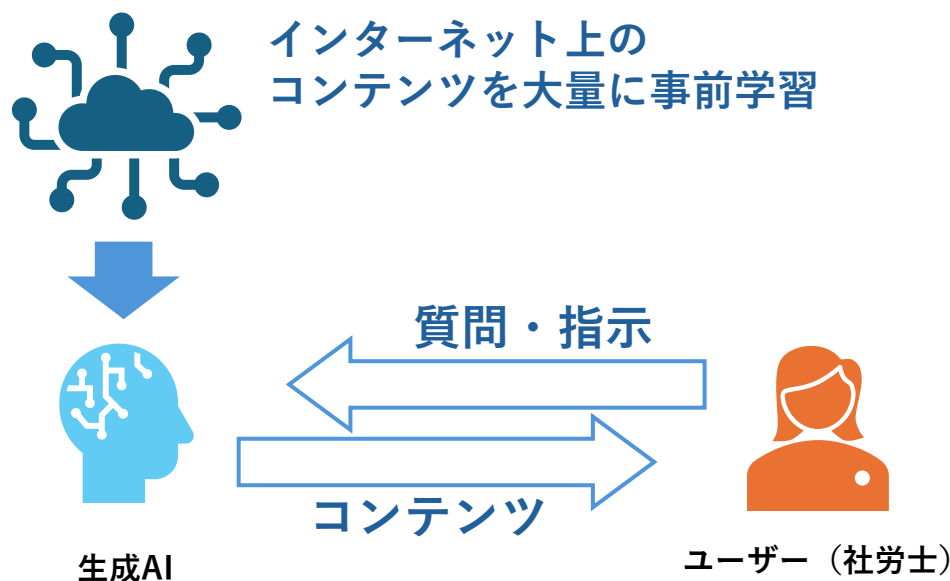 インターネット上の
コンテンツを大量に事前学習
質問・指示
コンテンツ
生成AI
ユーザー（社労士）